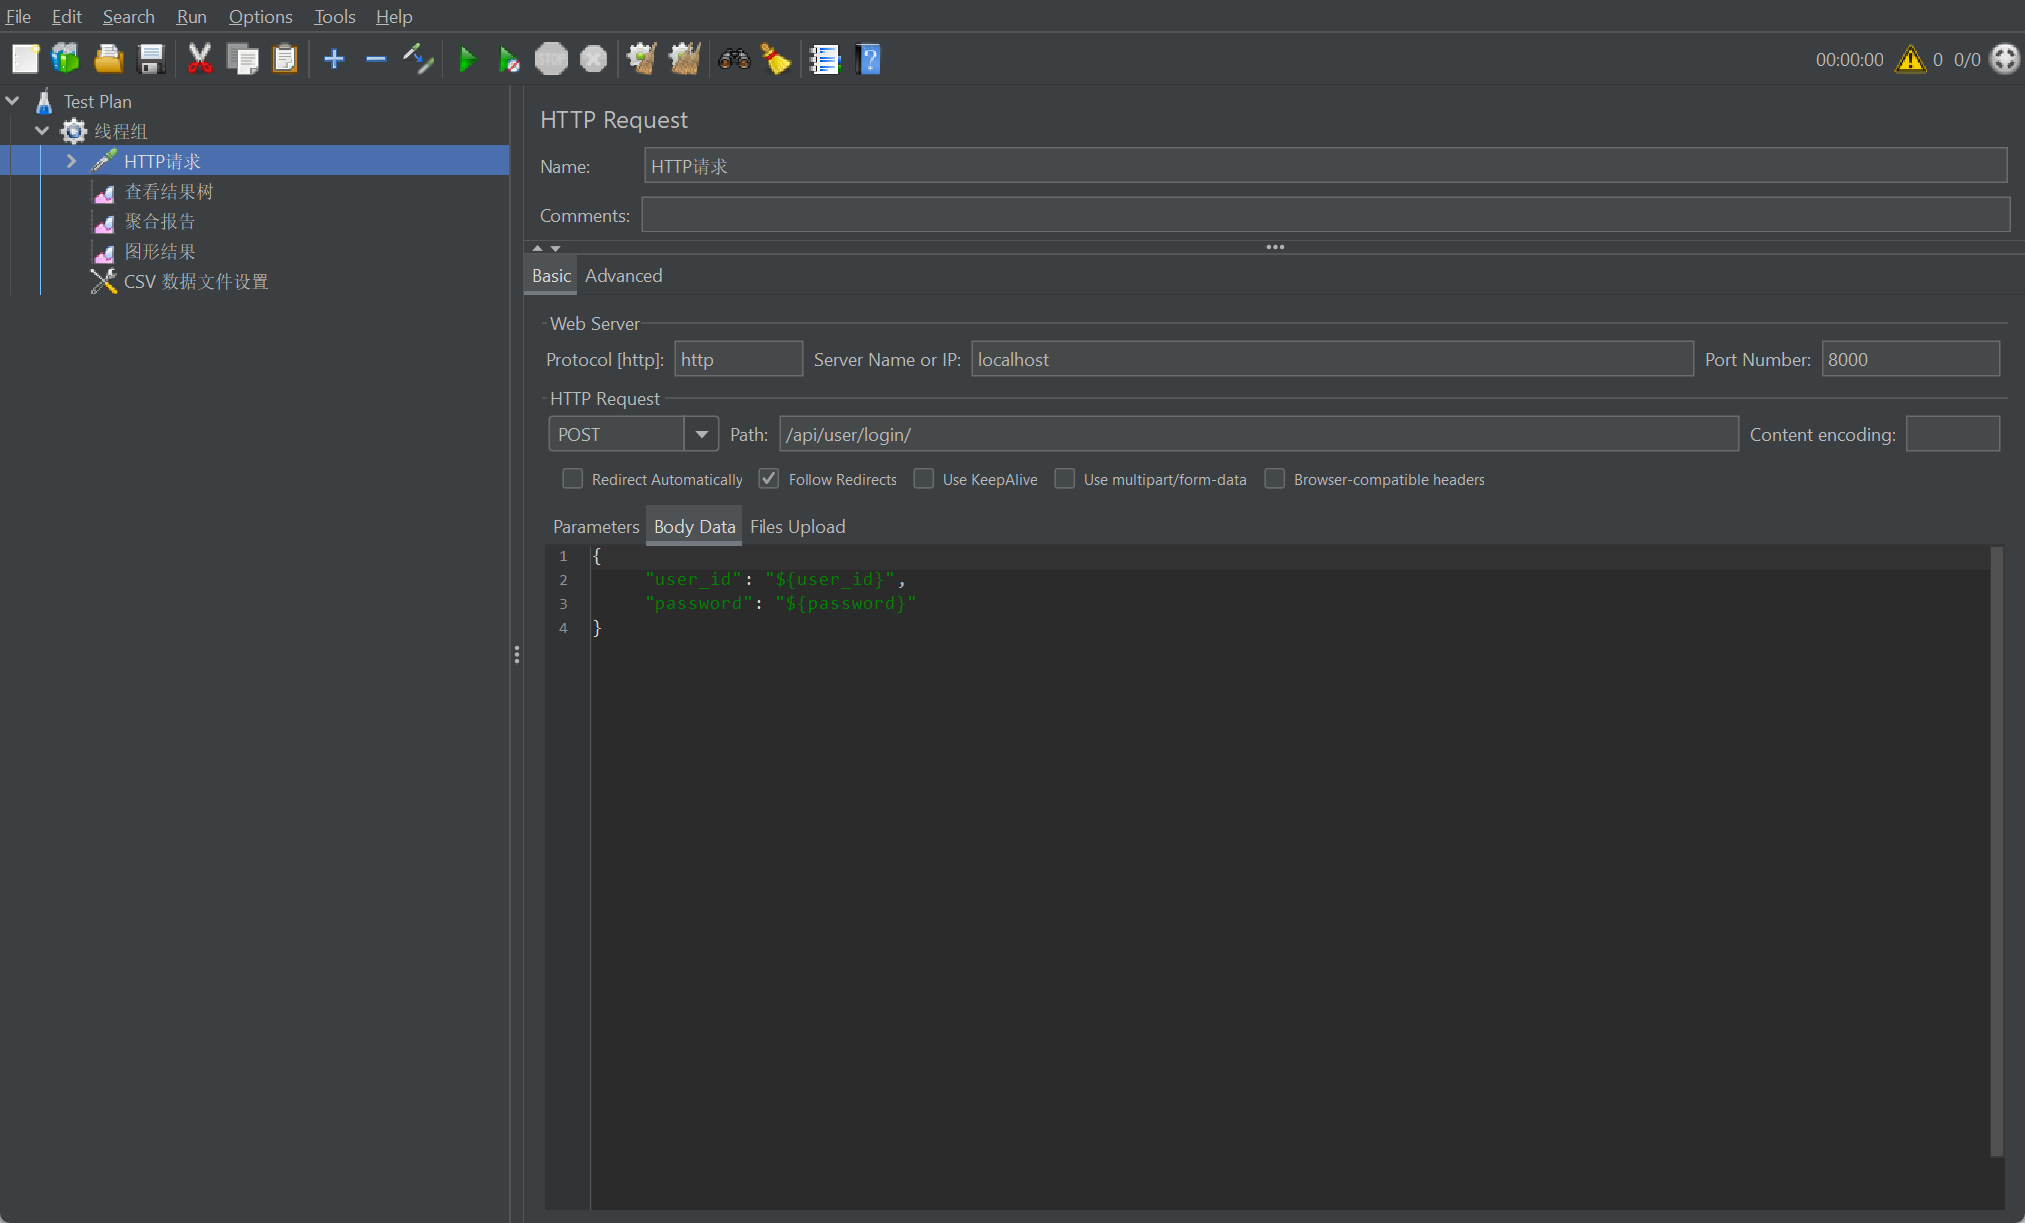 File Edit Search Run Options Tools Help
STOP
00:00:00 0 0/0
Test Plan
线程组
HTTP请求
查看结果树
聚合报告
图形结果
CSV 数据文件设置
HTTP Request
Name: HTTP请求
Comments:
Basic Advanced
Web Server
Protocol [http]: http Server Name or IP: localhost Port Number: 8000
HTTP Request
POST Path: /api/user/login/ Content encoding:
Redirect Automatically Follow Redirects Use KeepAlive Use multipart/form-data Browser-compatible headers
Parameters Body Data Files Upload
1 {
2 "user_id": "${user_id}",
3 "password": "${password}"
4 }